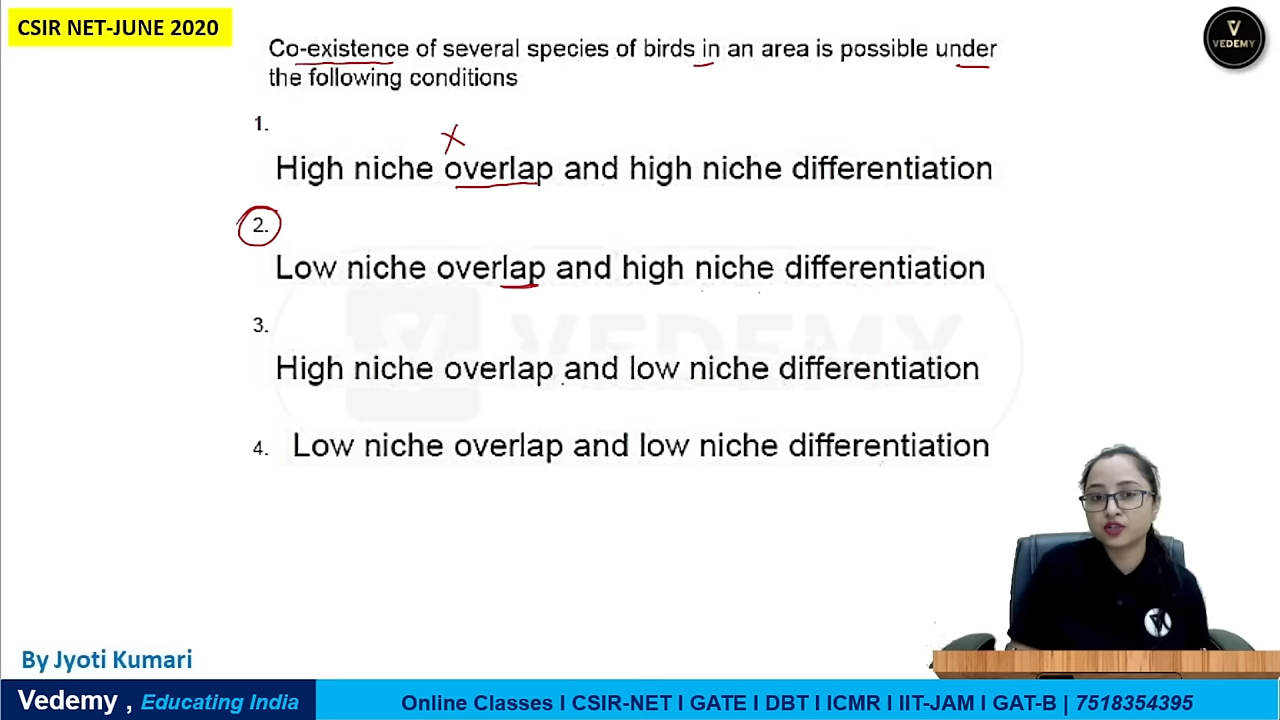 CSIR NET-JUNE 2020
VEDEMY
Co-existence of several species of birds in an area is possible under
the following conditions
1.
High niche overlap and high niche differentiation
2.
Low niche overlap and high niche differentiation
VEDEMY
3.
High niche overlap and low niche differentiation
4. Low niche overlap and low niche differentiation
By Jyoti Kumari
Vedemy , Educating India
Online Classes I CSIR-NET I GATE I DBT I ICMR I IIT-JAM I GAT-B | 7518354395